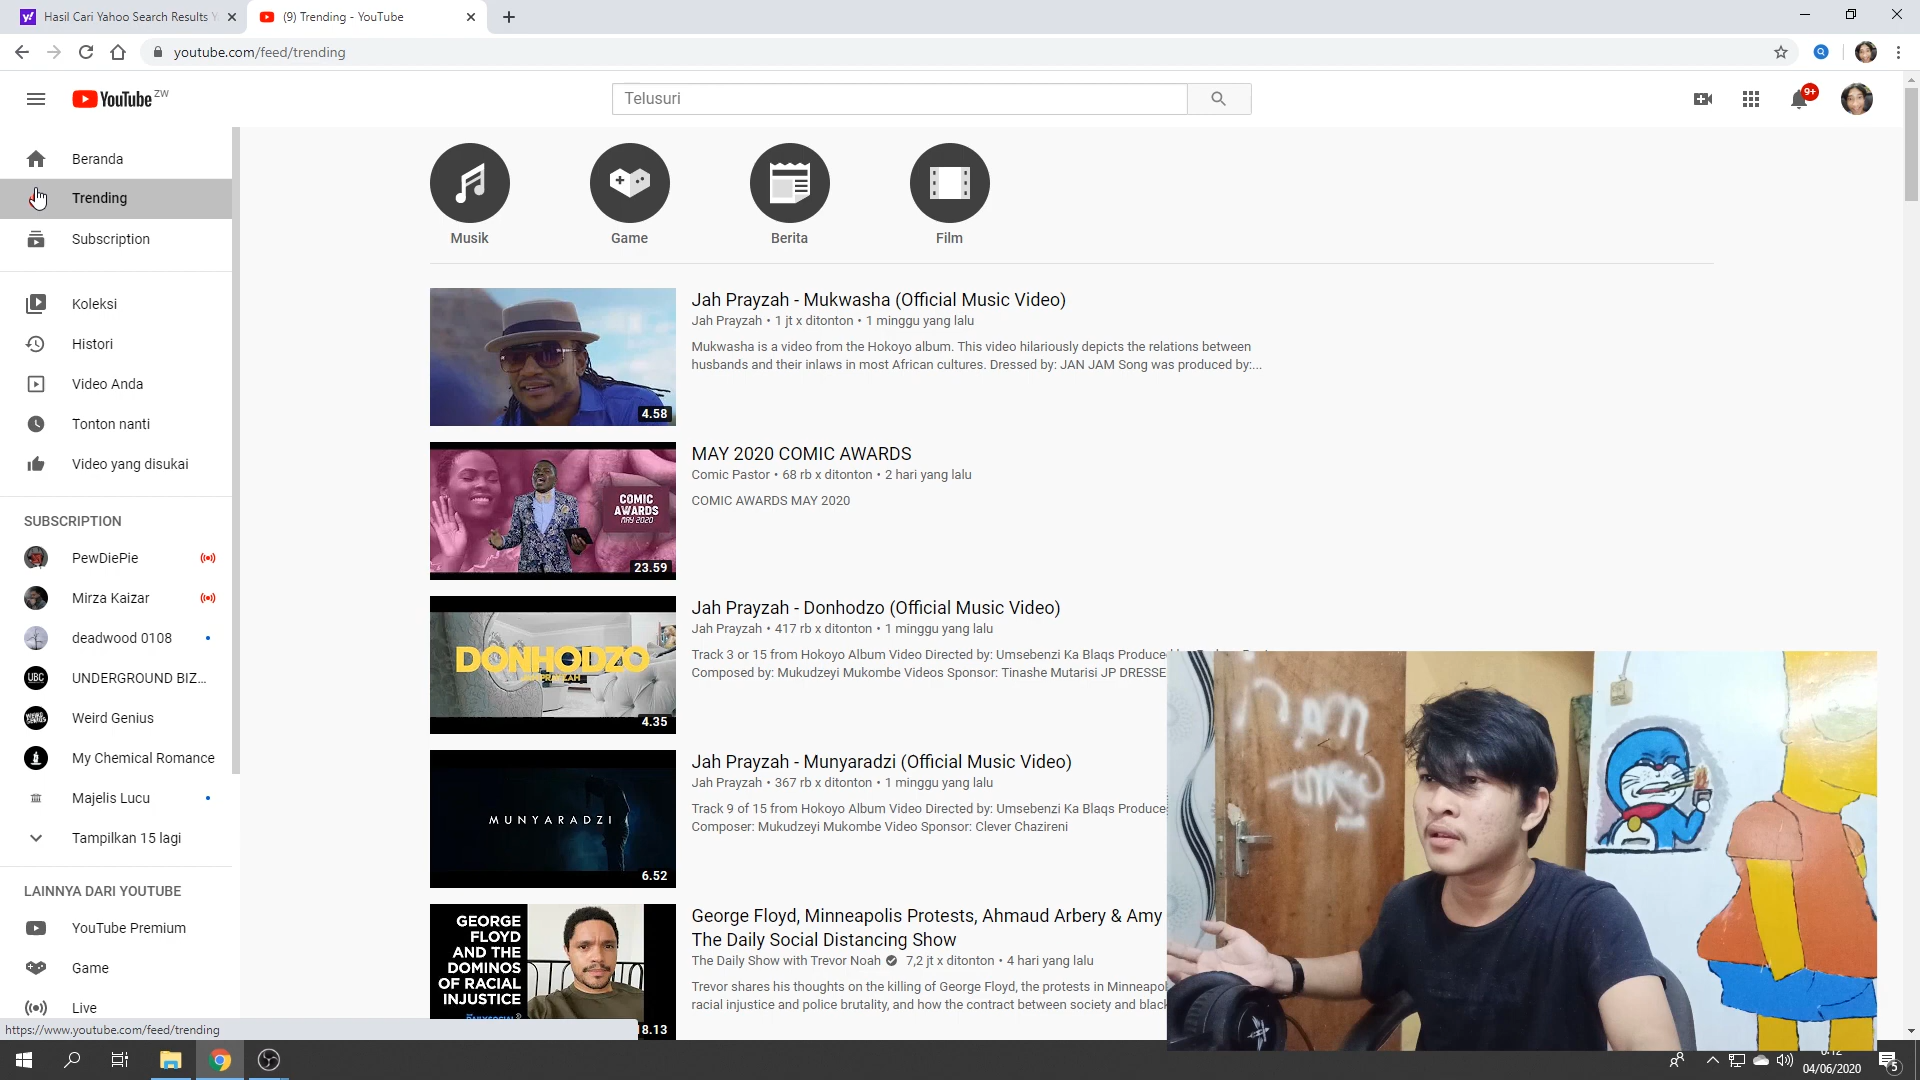 Hasil Cari Yahoo Search Results Y
(9) Trending - YouTube
youtube.com/feed/trending
YouTube ZW
Telusuri
9+
Beranda
Trending
Subscription
Koleksi
Histori
Video Anda
Tonton nanti
Video yang disukai
SUBSCRIPTION
PewDiePie
Mirza Kaizar
deadwood 0108
UBC
UNDERGROUND BIZ...
Weird Genius
My Chemical Romance
Majelis Lucu
Tampilkan 15 lagi
LAINNYA DARI YOUTUBE
YouTube Premium
Game
Live
https://www.youtube.com/feed/trending
Musik
Game
Berita
Film
4.58
Jah Prayzah - Mukwasha (Official Music Video)
Jah Prayzah • 1 jt x ditonton • 1 minggu yang lalu
Mukwasha is a video from the Hokoyo album. This video hilariously depicts the relations between
husbands and their inlaws in most African cultures. Dressed by: JAN JAM Song was produced by:...
COMIC
AWARDS
MAY 2020
23.59
MAY 2020 COMIC AWARDS
Comic Pastor • 68 rb x ditonton • 2 hari yang lalu
COMIC AWARDS MAY 2020
DONHODZO
4.35
Jah Prayzah - Donhodzo (Official Music Video)
Jah Prayzah • 417 rb x ditonton • 1 minggu yang lalu
Track 3 or 15 from Hokoyo Album Video Directed by: Umsebenzi Ka Blaqs Produce
Composed by: Mukudzeyi Mukombe Videos Sponsor: Tinashe Mutarisi JP DRESSE
MUNYARADZI
6.52
Jah Prayzah - Munyaradzi (Official Music Video)
Jah Prayzah • 367 rb x ditonton • 1 minggu yang lalu
Track 9 of 15 from Hokoyo Album Video Directed by: Umsebenzi Ka Blaqs Produce
Composer: Mukudzeyi Mukombe Video Sponsor: Clever Chazireni
GEORGE
FLOYD
AND THE
DOMINOS
OF RACIAL
INJUSTICE
8.13
George Floyd, Minneapolis Protests, Ahmaud Arbery & Amy
The Daily Social Distancing Show
The Daily Show with Trevor Noah 7,2 jt x ditonton • 4 hari yang lalu
Trevor shares his thoughts on the killing of George Floyd, the protests in Minneapol
racial injustice and police brutality, and how the contract between society and black
04/06/2020
5